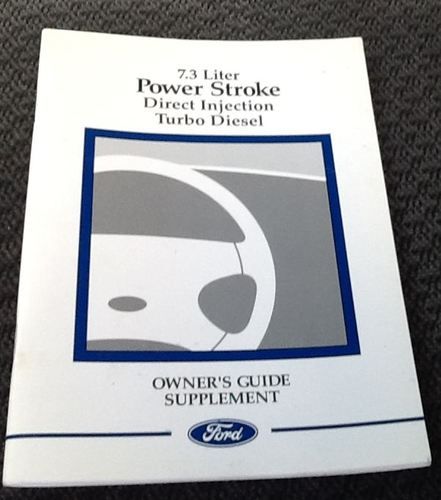 7.3 Liter
Power Stroke
Direct Injection
Turbo Diesel
OWNER'S GUIDE
SUPPLEMENT
Ford